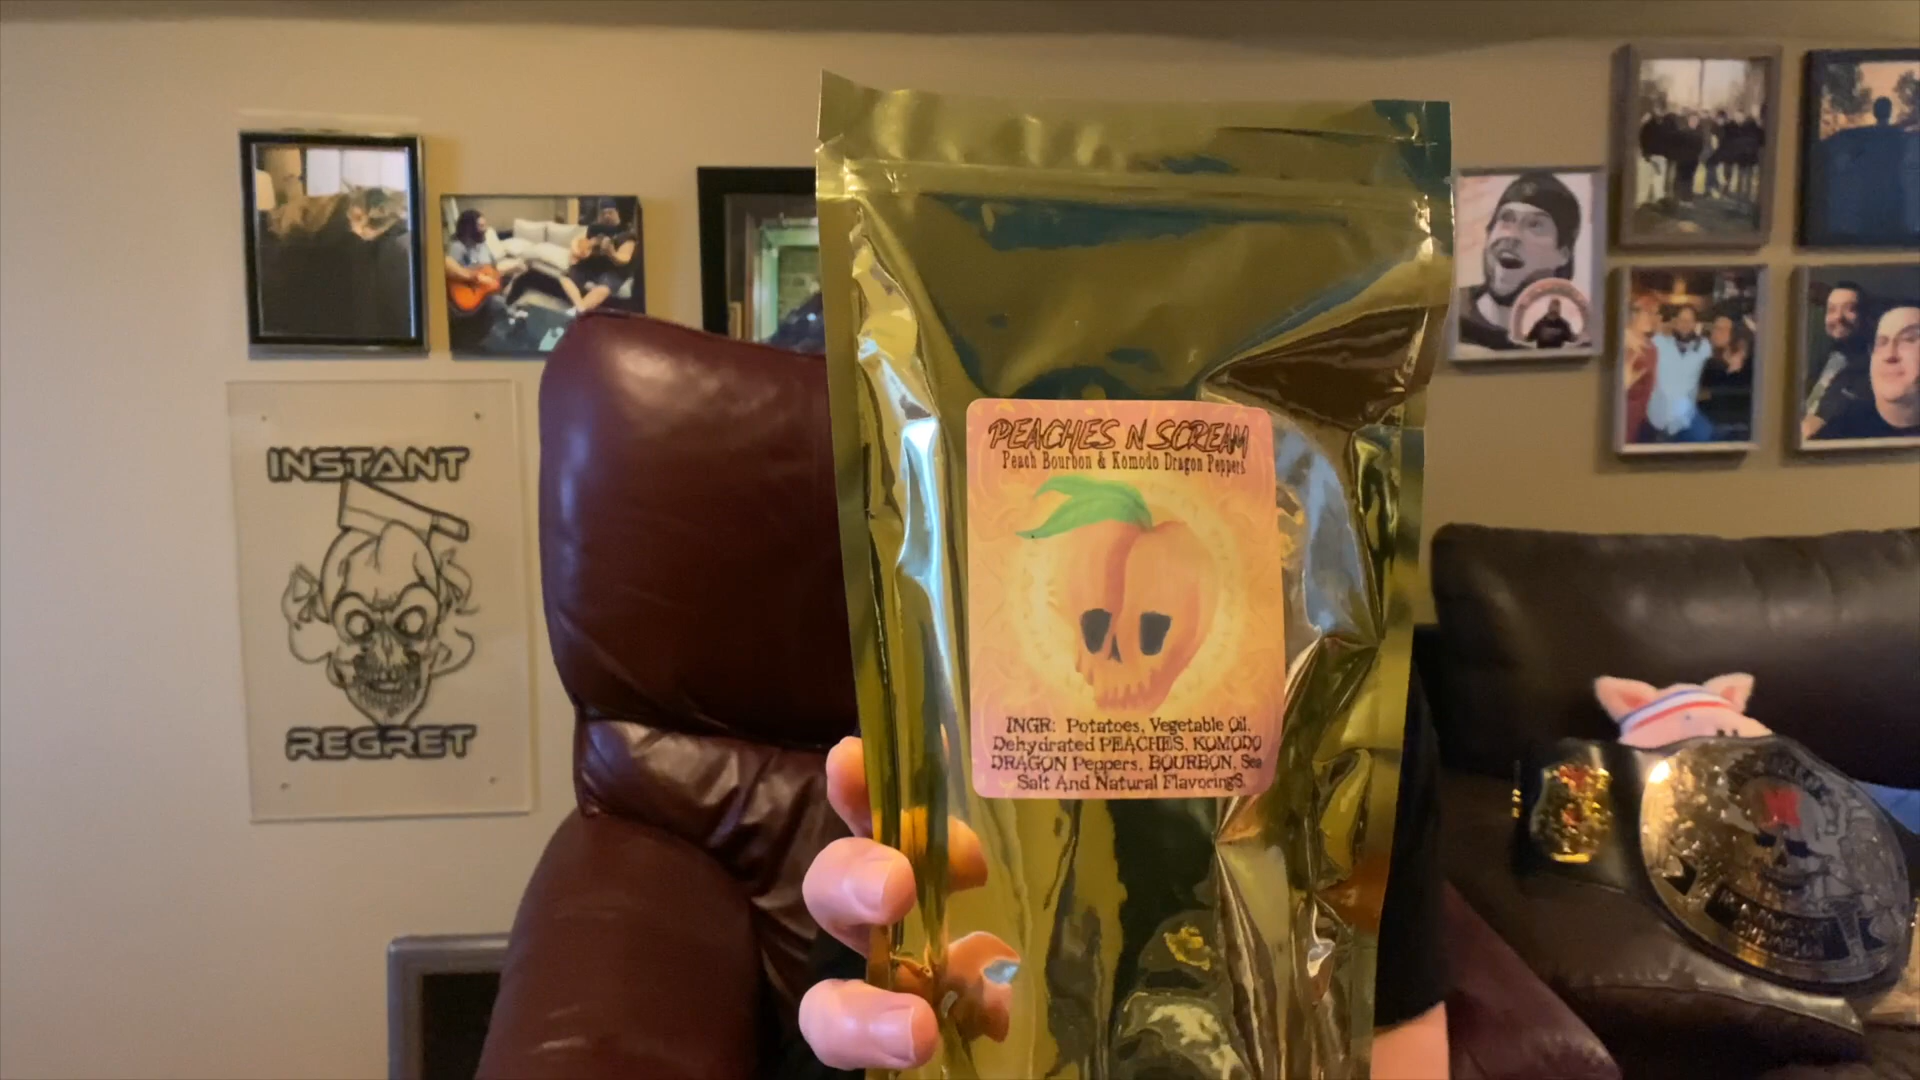 INSTANT
REGRET
PEACHES N SCREAM
Peach Bourbon & Komodo Dragon Peppers
INGR: Potatoes, Vegetable Oil,
Dehydrated PEACHES, KOMODO
DRAGON Peppers, BOURBON, Sea
Salt And Natural FlavoringS.
CHAMPION